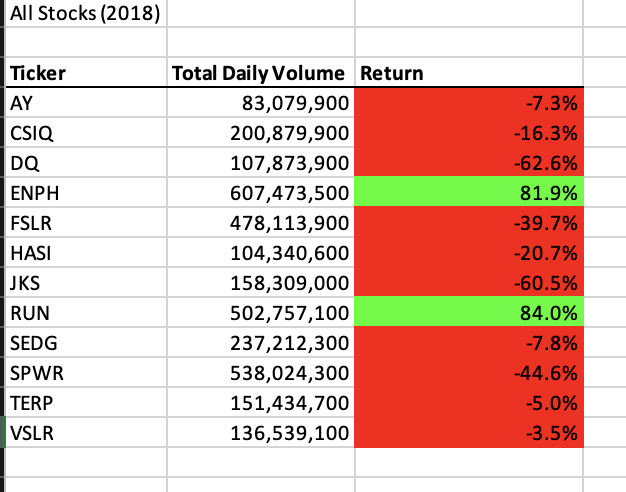 All Stocks (2018)
Ticker Total Daily Volume Return
AY 83,079,900 -7.3%
CSIQ 200,879,900 -16.3%
DQ 107,873,900 -62.6%
ENPH 607,473,500 81.9%
FSLR 478,113,900 -39.7%
HASI 104,340,600 -20.7%
JKS 158,309,000 -60.5%
RUN 502,757,100 84.0%
SEDG 237,212,300 -7.8%
SPWR 538,024,300 -44.6%
TERP 151,434,700 -5.0%
VSLR 136,539,100 -3.5%